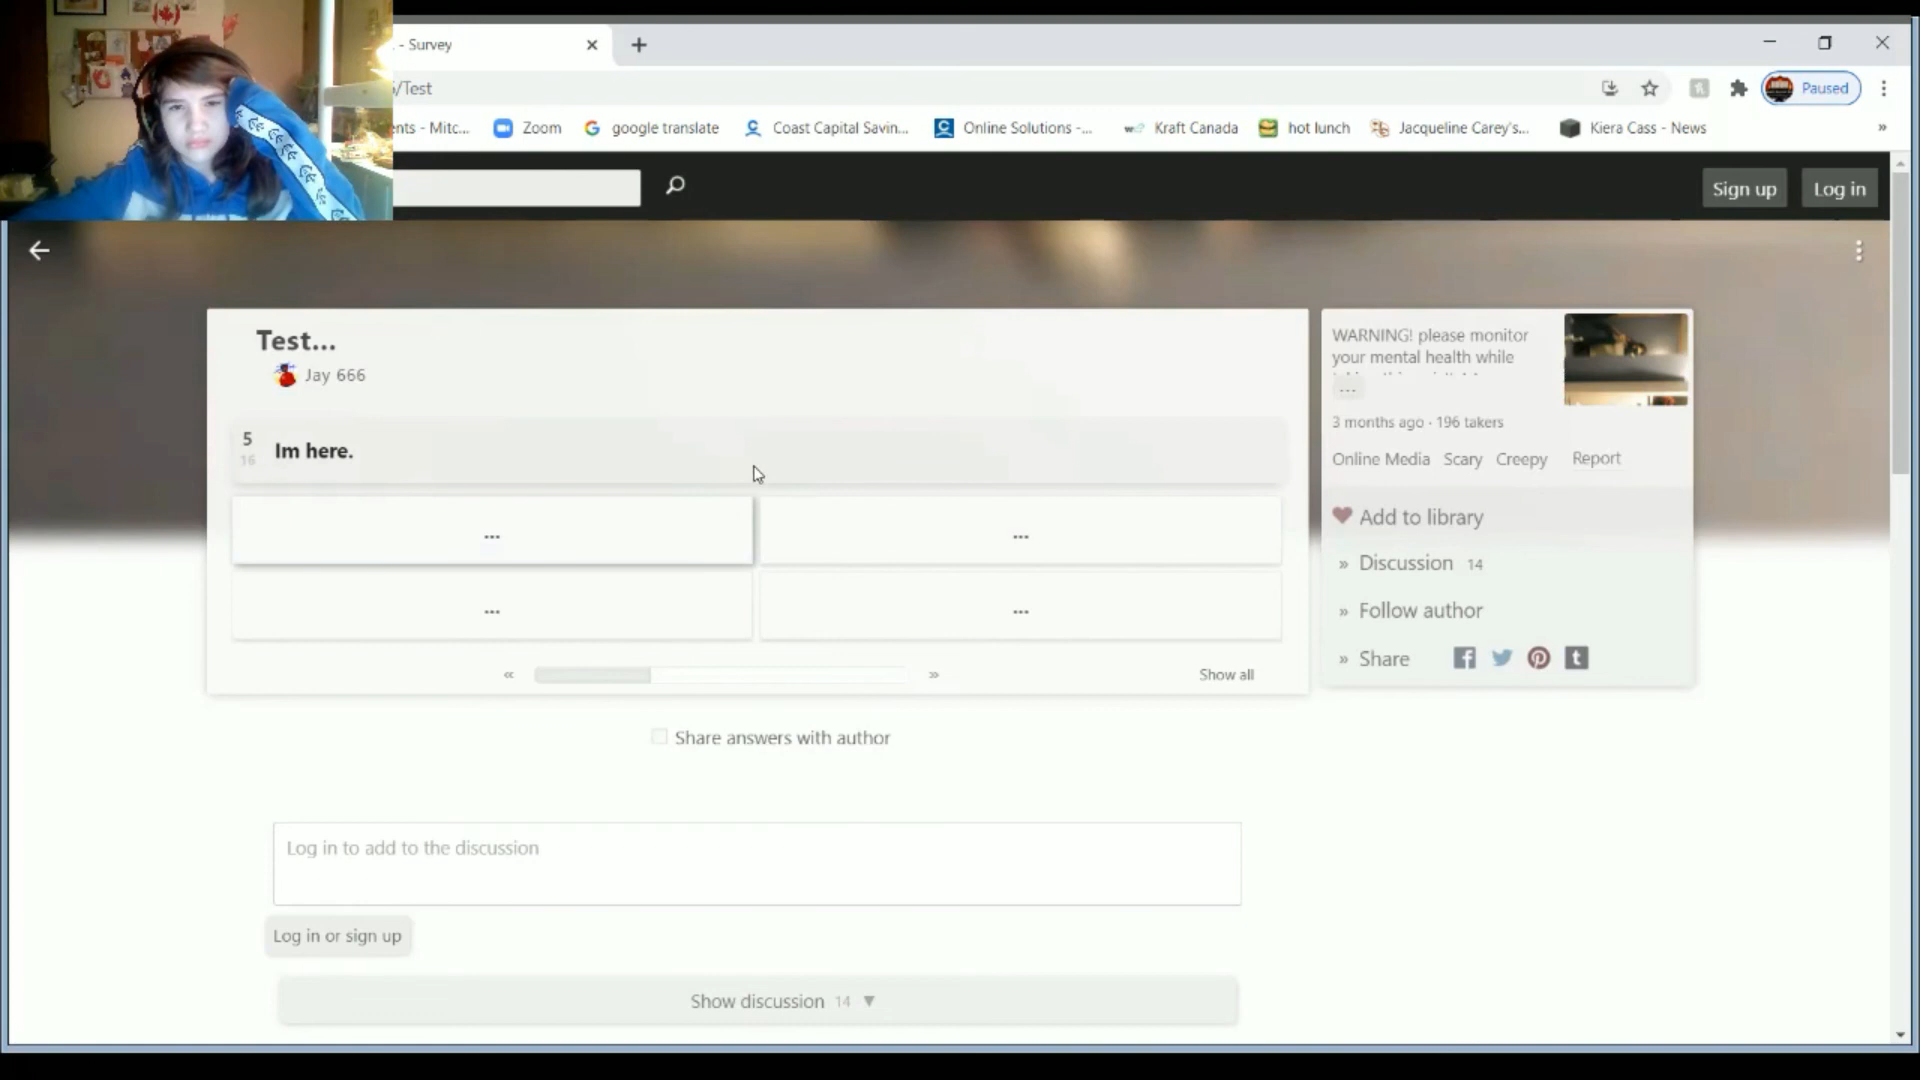 - Survey
/Test
Paused
ents - Mitc...
Zoom
google translate
Coast Capital Savin...
Online Solutions -...
Kraft Canada
hot lunch
Jacqueline Carey's...
Kiera Cass - News
»
Sign up
Log in
Test...
Jay 666
5
16
Im here.
...
...
...
...
«
»
Show all
WARNING! please monitor
your mental health while
...
3 months ago · 196 takers
Online Media Scary Creepy Report
Add to library
» Discussion 14
» Follow author
» Share
Share answers with author
Log in to add to the discussion
Log in or sign up
Show discussion 14 ▼